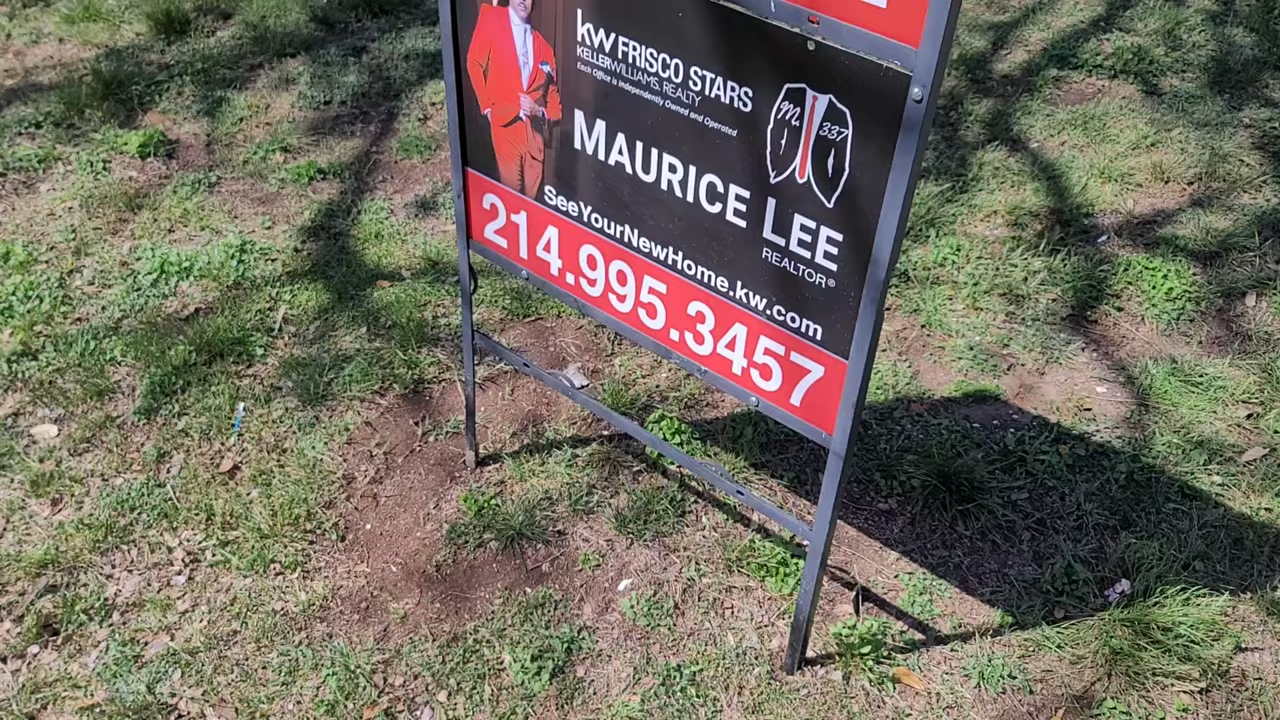 kw FRISCO STARS
KELLERWILLIAMS. REALTY
Each Office is Independently Owned and Operated
M. 337
MAURICE LEE
REALTOR®
SeeYourNewHome.kw.com
214.995.3457